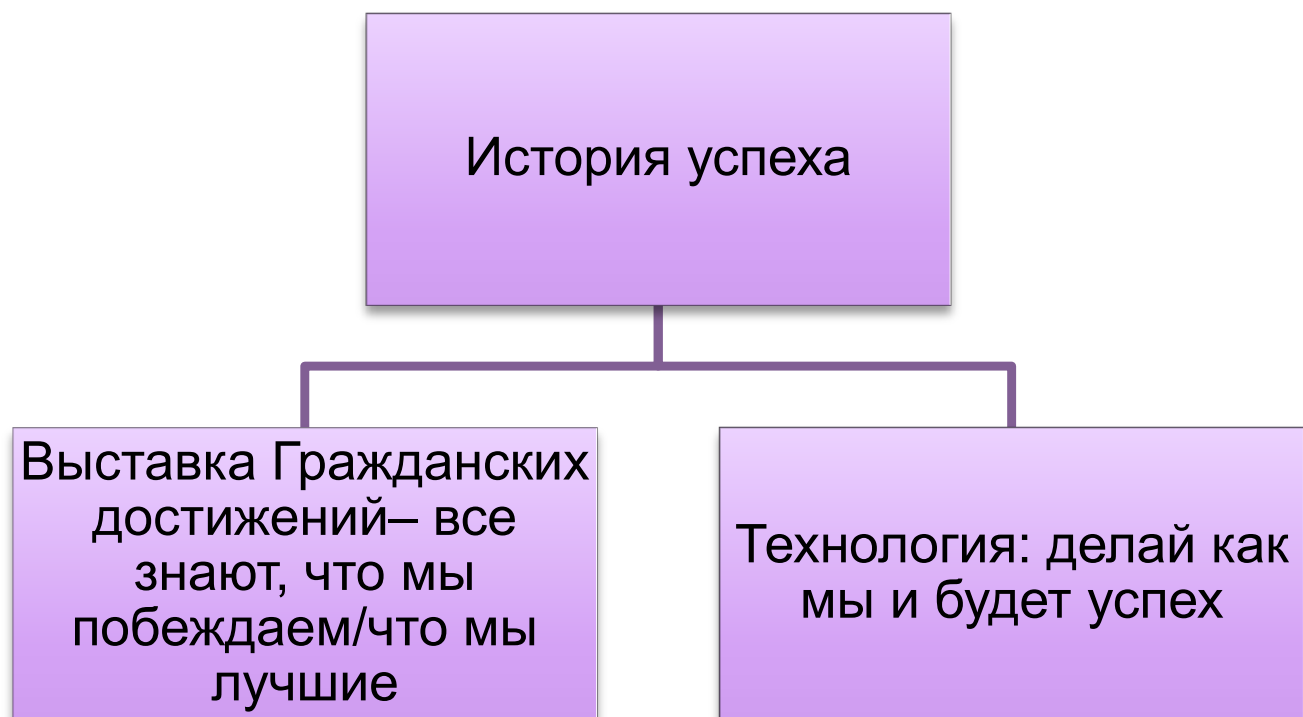 История успеха
Выставка Гражданских
достижений– все
знают, что мы
побеждаем/что мы
лучшие
Технология: делай как
мы и будет успех